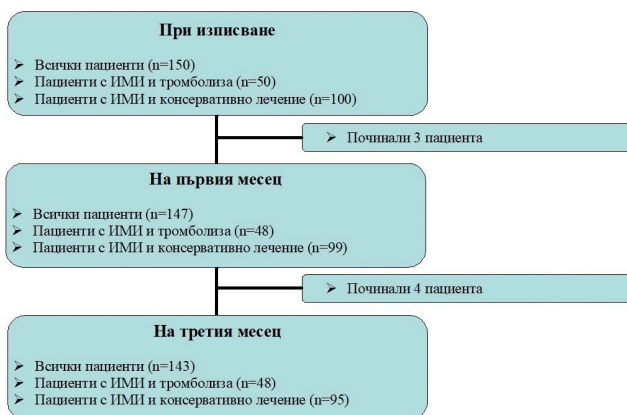 При изписване
➢ Всички пациенти (n=150)
➢ Пациенти с ИМИ и тромболиза (n=50)
➢ Пациенти с ИМИ и консервативно лечение (n=100)
➢ Починали 3 пациента
На първия месец
➢ Всички пациенти (n=147)
➢ Пациенти с ИМИ и тромболиза (n=48)
➢ Пациенти с ИМИ и консервативно лечение (n=99)
➢ Починали 4 пациента
На третия месец
➢ Всички пациенти (n=143)
➢ Пациенти с ИМИ и тромболиза (n=48)
➢ Пациенти с ИМИ и консервативно лечение (n=95)